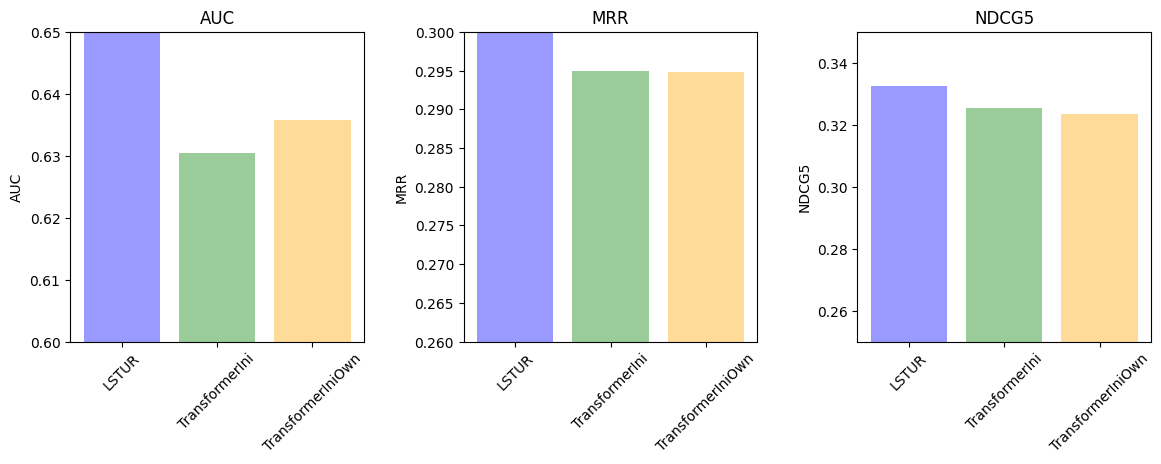 AUC
0.65
0.64
0.63
0.62
0.61
0.60
AUC
LSTUR
TransformerIni
TransformerIniOwn
MRR
0.300
0.295
0.290
0.285
0.280
0.275
0.270
0.265
0.260
MRR
LSTUR
TransformerIni
TransformerIniOwn
NDCG5
0.34
0.32
0.30
0.28
0.26
NDCG5
LSTUR
TransformerIni
TransformerIniOwn